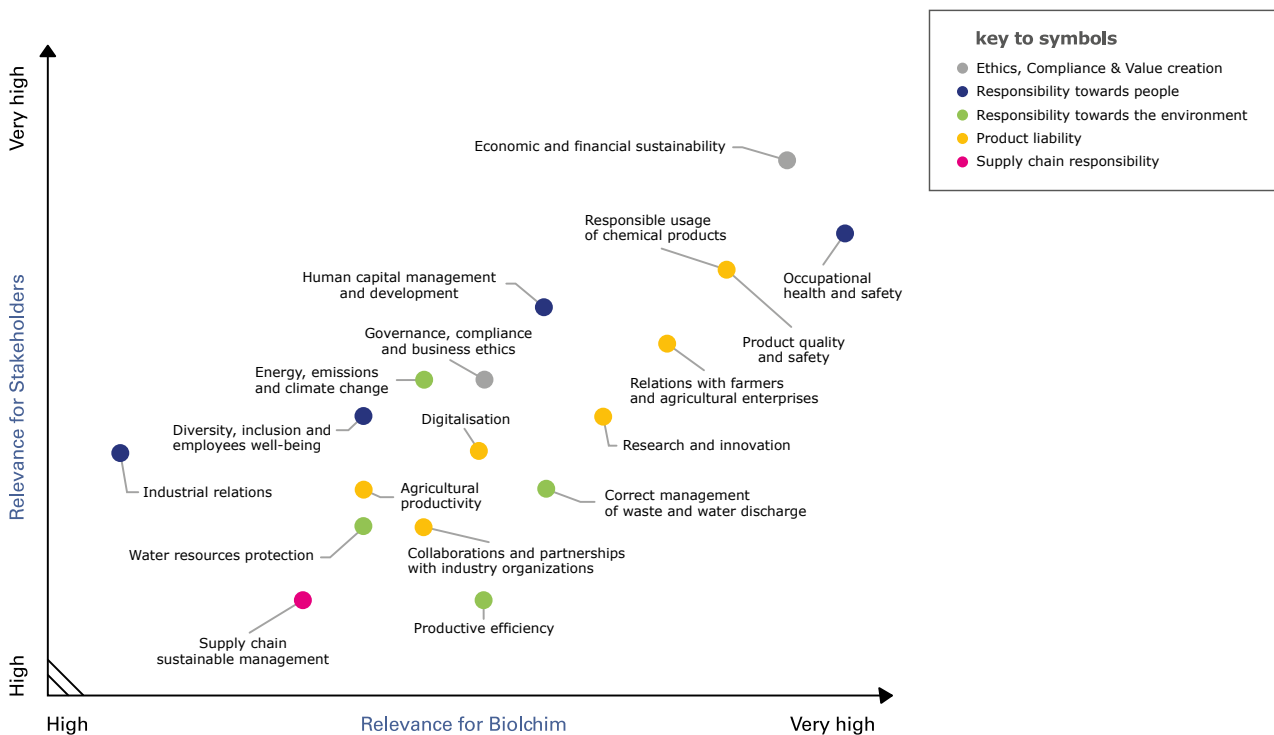 key to symbols
Ethics, Compliance & Value creation
Responsibility towards people
Responsibility towards the environment
Product liability
Supply chain responsibility
Very high
Relevance for Stakeholders
High
Economic and financial sustainability
Responsible usage
of chemical products
Occupational
health and safety
Human capital management
and development
Governance, compliance
and business ethics
Product quality
and safety
Energy, emissions
and climate change
Relations with farmers
and agricultural enterprises
Diversity, inclusion and
employees well-being
Digitalisation
Research and innovation
Industrial relations
Agricultural
productivity
Correct management
of waste and water discharge
Water resources protection
Collaborations and partnerships
with industry organizations
Productive efficiency
Supply chain
sustainable management
High
Relevance for Biolchim
Very high